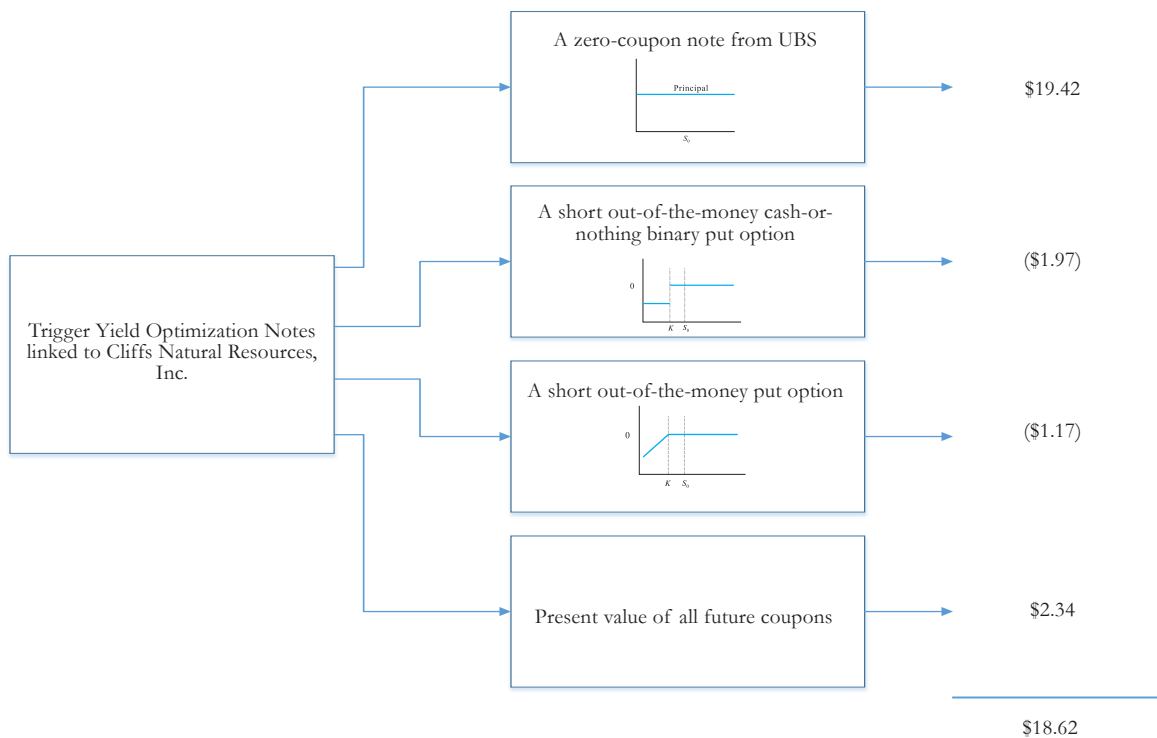 A zero-coupon note from UBS
Principal
S₀
$19.42
A short out-of-the-money cash-or-
nothing binary put option
0
K S₀
($1.97)
Trigger Yield Optimization Notes
linked to Cliffs Natural Resources,
Inc.
A short out-of-the-money put option
0
K S₀
($1.17)
Present value of all future coupons
$2.34
$18.62